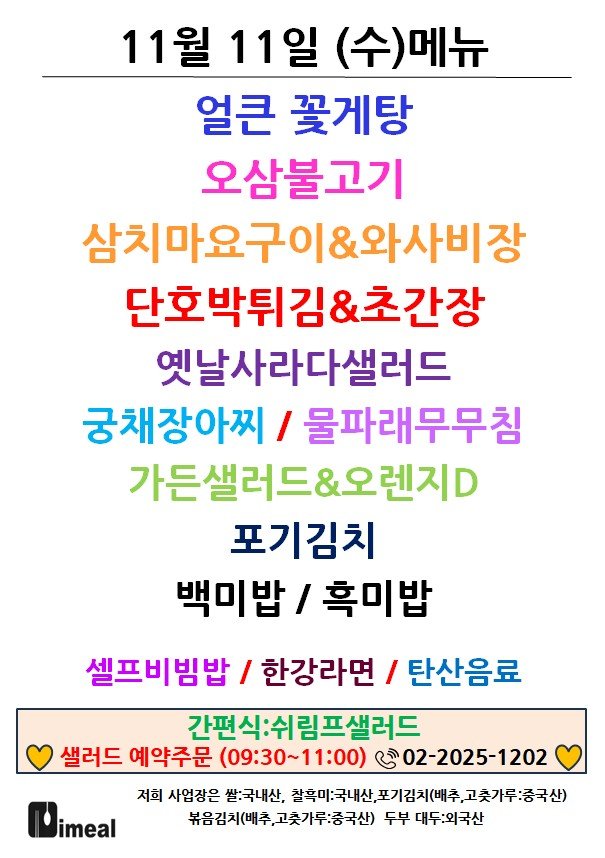 11월 11일 (수)메뉴
얼큰 꽃게탕
오삼불고기
삼치마요구이&와사비장
단호박튀김&초간장
옛날사라다샐러드
궁채장아찌 / 물파래무무침
가든샐러드&오렌지D
포기김치
백미밥 / 흑미밥
셀프비빔밥 / 한강라면 / 탄산음료
간편식:쉬림프샐러드
샐러드 예약주문 (09:30~11:00) 02-2025-1202
저희 사업장은 쌀:국내산, 찰흑미:국내산,포기김치(배추,고춧가루:중국산)
볶음김치(배추,고춧가루:중국산) 두부 대두:외국산
Dimeal